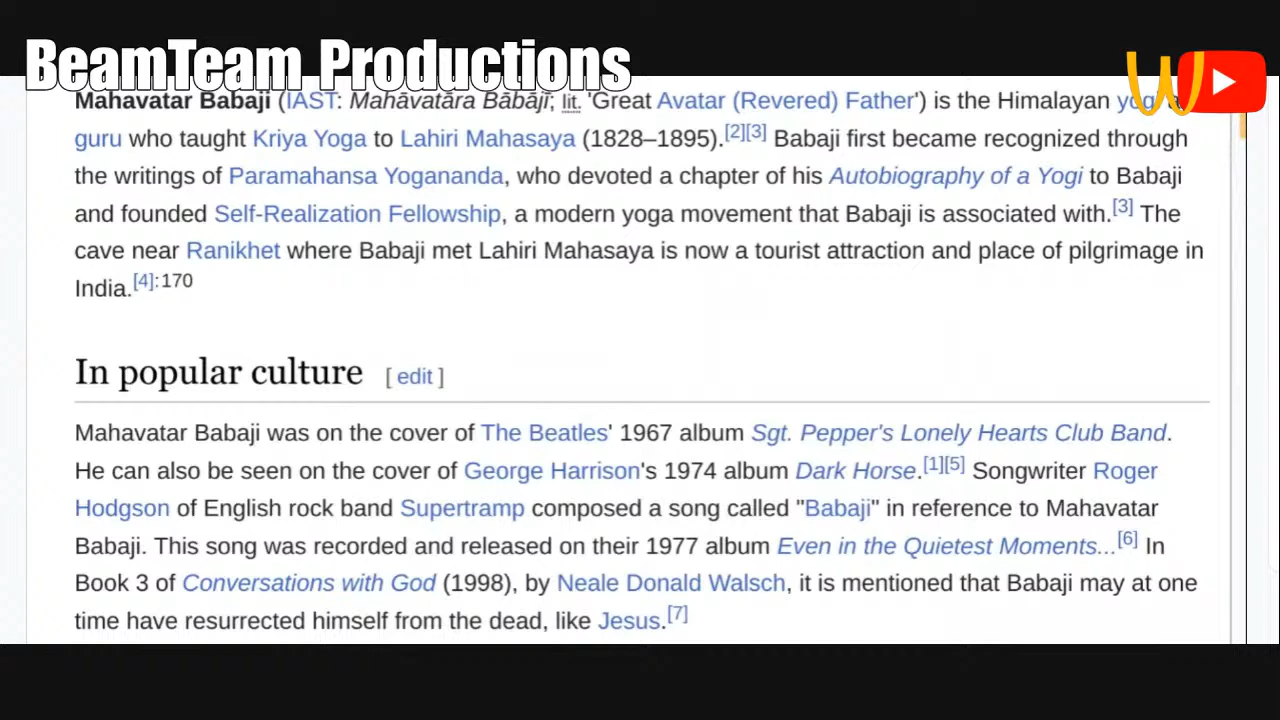 BeamTeam Productions
Mahavatar Babaji (IAST: Mahāvatāra Bābājī; lit. 'Great Avatar (Revered) Father') is the Himalayan yogi a
guru who taught Kriya Yoga to Lahiri Mahasaya (1828–1895).[2][3] Babaji first became recognized through
the writings of Paramahansa Yogananda, who devoted a chapter of his Autobiography of a Yogi to Babaji
and founded Self-Realization Fellowship, a modern yoga movement that Babaji is associated with.[3] The
cave near Ranikhet where Babaji met Lahiri Mahasaya is now a tourist attraction and place of pilgrimage in
India.[4]:170
In popular culture [ edit ]
Mahavatar Babaji was on the cover of The Beatles' 1967 album Sgt. Pepper's Lonely Hearts Club Band.
He can also be seen on the cover of George Harrison's 1974 album Dark Horse.[1][5] Songwriter Roger
Hodgson of English rock band Supertramp composed a song called "Babaji" in reference to Mahavatar
Babaji. This song was recorded and released on their 1977 album Even in the Quietest Moments...[6] In
Book 3 of Conversations with God (1998), by Neale Donald Walsch, it is mentioned that Babaji may at one
time have resurrected himself from the dead, like Jesus.[7]